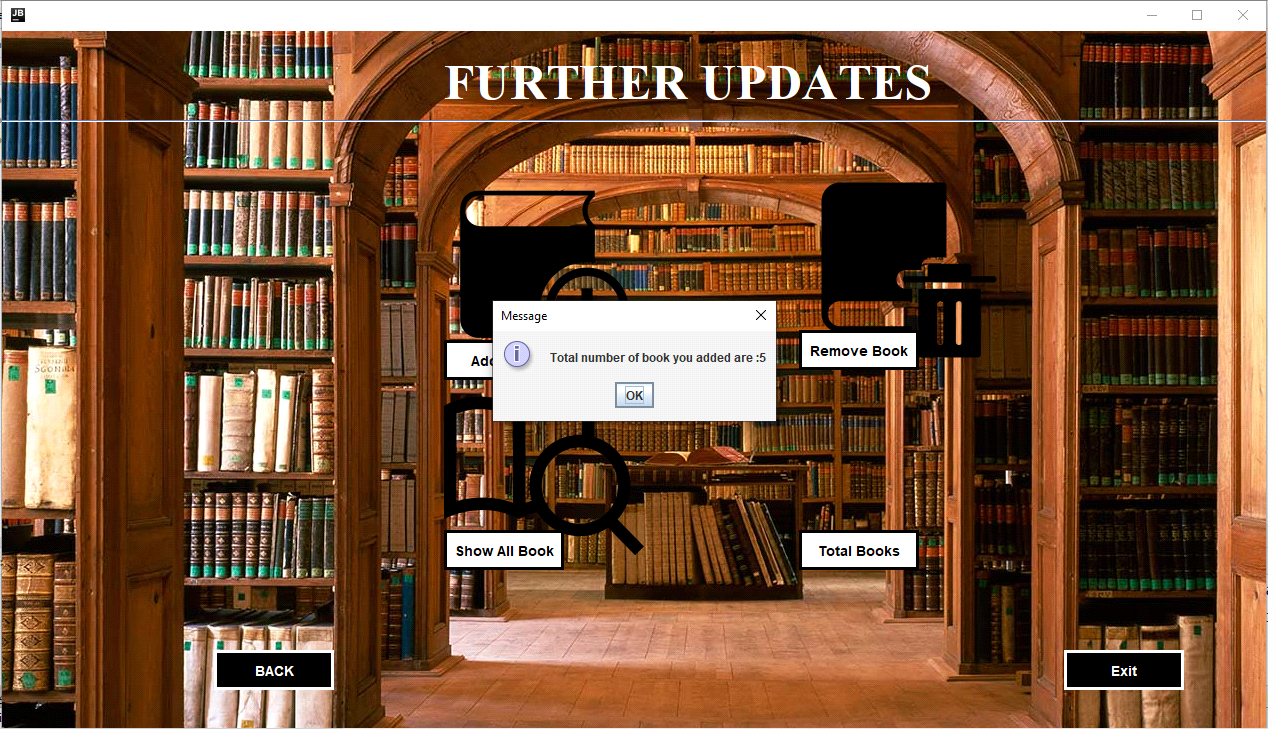 JB
FURTHER UPDATES
Message
Total number of book you added are :5
OK
Add
Remove Book
Show All Book
Total Books
BACK
Exit